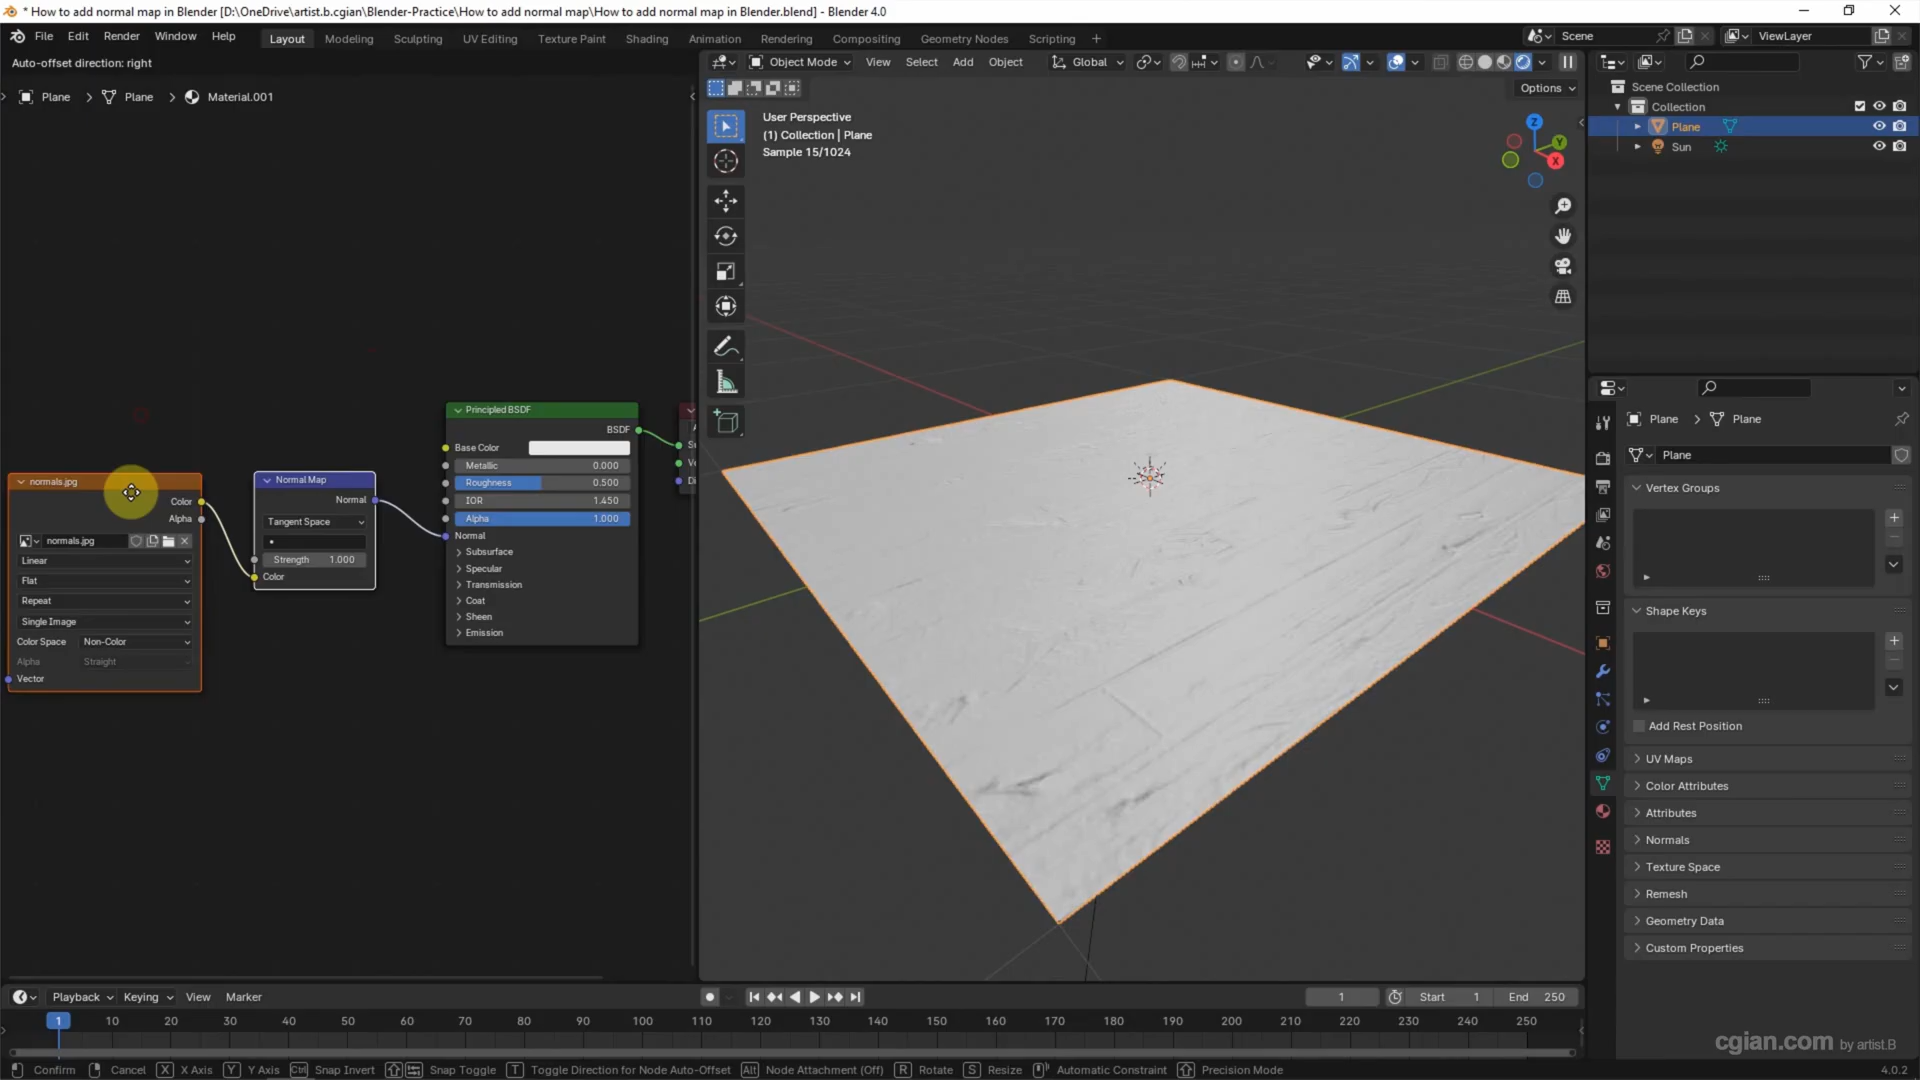 * How to add normal map in Blender [D:\OneDrive\artist.b.cgian\Blender-Practice\How to add normal map\How to add normal map in Blender.blend] - Blender 4.0
File Edit Render Window Help
Layout Modeling Sculpting UV Editing Texture Paint Shading Animation Rendering Compositing Geometry Nodes Scripting +
Scene
ViewLayer
Auto-offset direction: right
Object Mode View Select Add Object Global
Plane > Plane > Material.001
Options
User Perspective
(1) Collection | Plane
Sample 15/1024
Z
Y
X
Scene Collection
Collection
Plane
Sun
normals.jpg
Color
Alpha
normals.jpg
Linear
Flat
Repeat
Single Image
Color Space Non-Color
Alpha Straight
Vector
Normal Map
Normal
Tangent Space
Strength 1.000
Color
Principled BSDF
BSDF
Base Color
Metallic 0.000
Roughness 0.500
IOR 1.450
Alpha 1.000
Normal
Subsurface
Specular
Transmission
Coat
Sheen
Emission
Plane > Plane
Plane
Vertex Groups
Shape Keys
Add Rest Position
UV Maps
Color Attributes
Attributes
Normals
Texture Space
Remesh
Geometry Data
Custom Properties
Playback Keying View Marker
1
Start 1
End 250
1 10 20 30 40 50 60 70 80 90 100 110 120 130 140 150 160 170 180 190 200 210 220 230 240 250
cgian.com by artist.B
Confirm Cancel X X Axis Y Y Axis Ctrl Snap Invert Snap Toggle T Toggle Direction for Node Auto-Offset Alt Node Attachment (Off) R Rotate S Resize Automatic Constraint Precision Mode
4.0.2